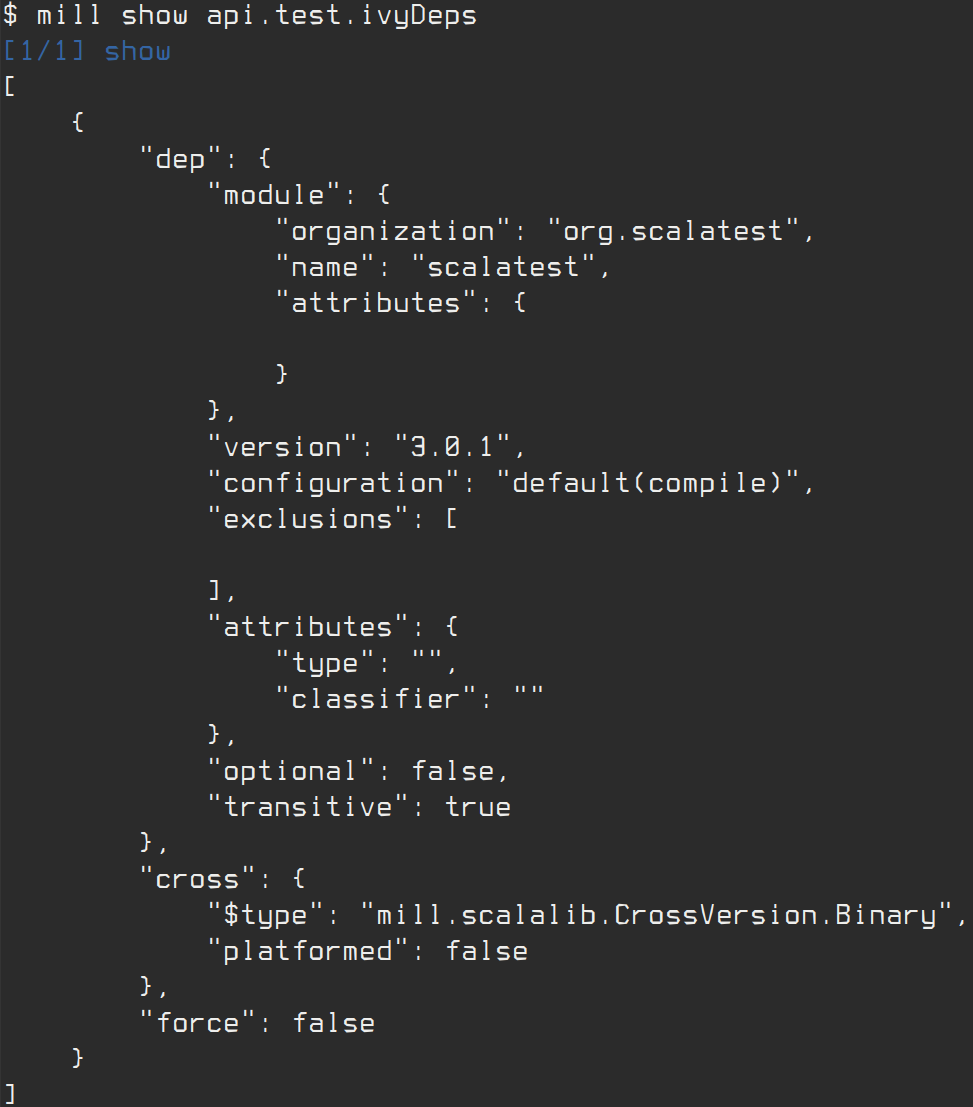 $ mill show api.test.ivyDeps
[1/1] show
[
    {
        "dep": {
            "module": {
                "organization": "org.scalatest",
                "name": "scalatest",
                "attributes": {

                }
            },
            "version": "3.0.1",
            "configuration": "default(compile)",
            "exclusions": [

            ],
            "attributes": {
                "type": "",
                "classifier": ""
            },
            "optional": false,
            "transitive": true
        },
        "cross": {
            "$type": "mill.scalalib.CrossVersion.Binary",
            "platformed": false
        },
        "force": false
    }
]